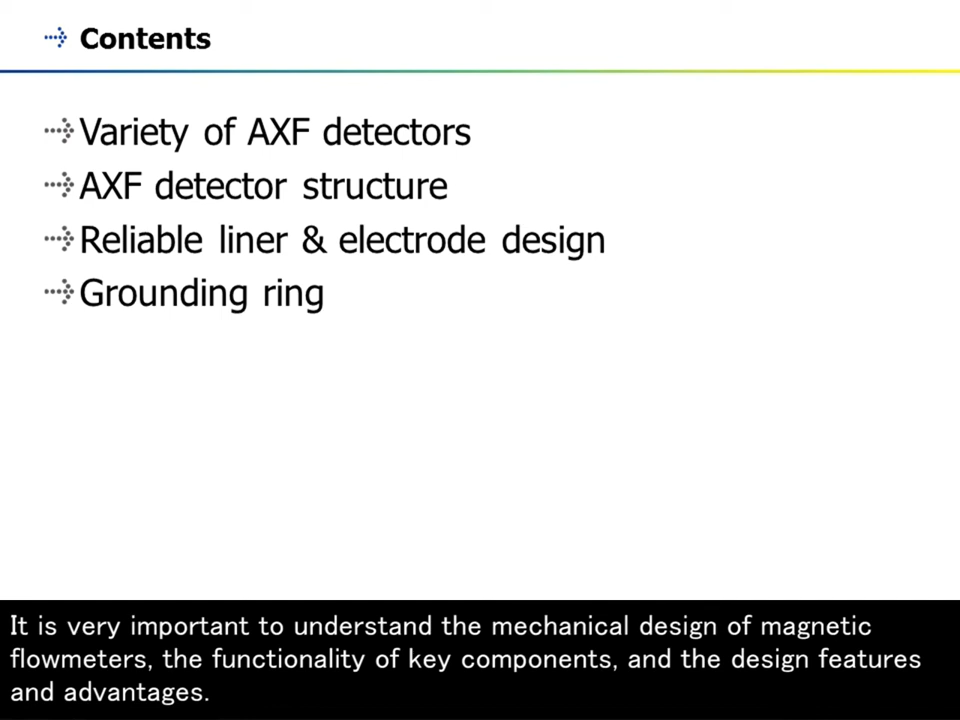 Contents
Variety of AXF detectors
AXF detector structure
Reliable liner & electrode design
Grounding ring
It is very important to understand the mechanical design of magnetic
flowmeters, the functionality of key components, and the design features
and advantages.